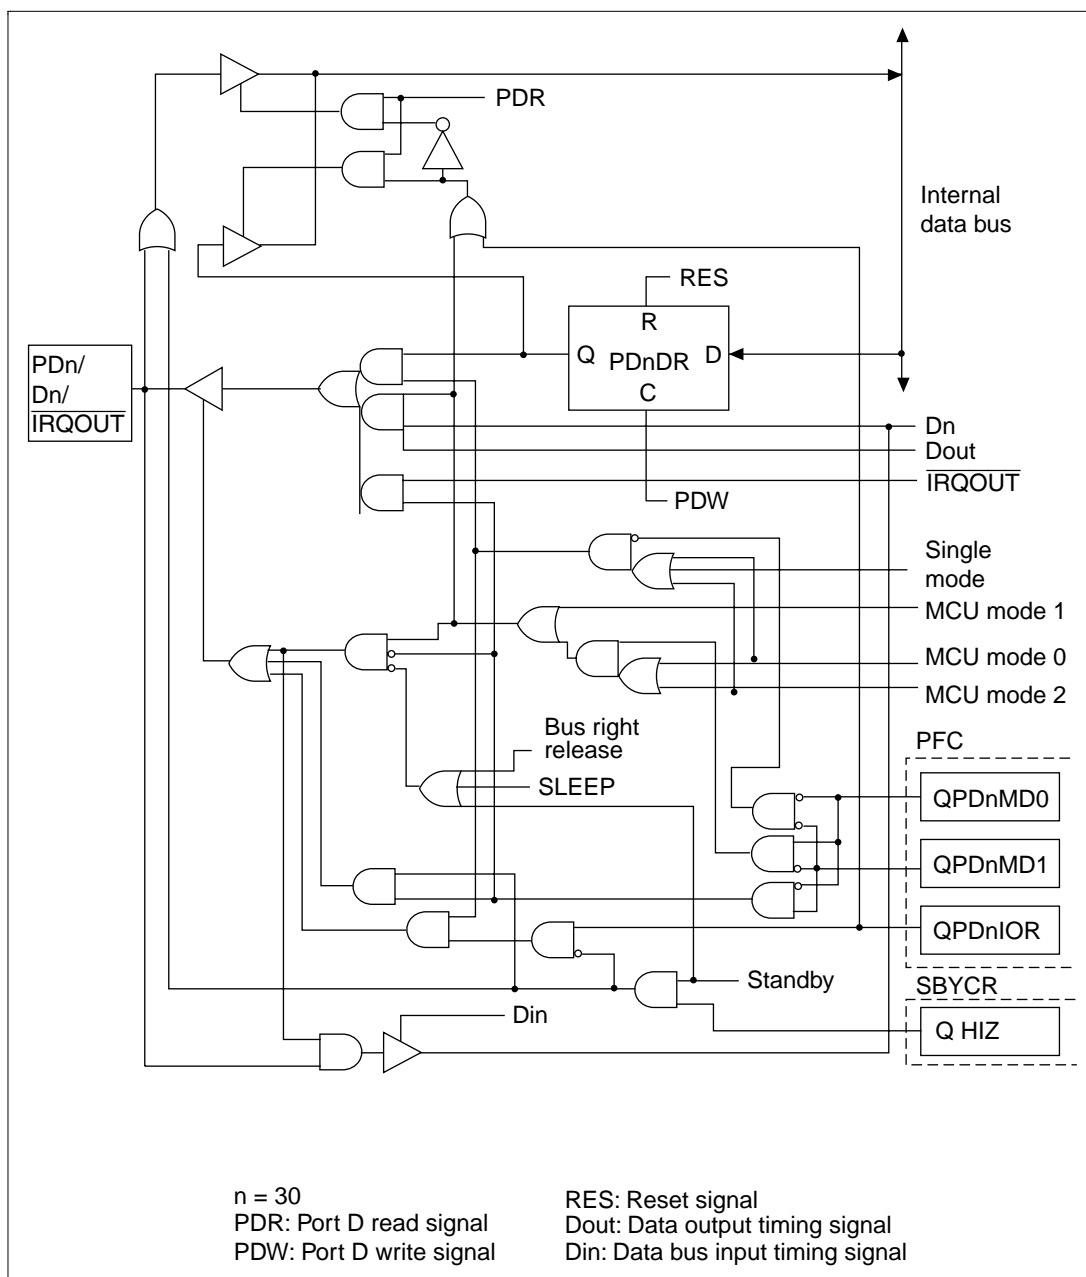 PDR
Internal
data bus
RES
R
Q
PDnDR
D
C
PDn/
Dn/
IRQOUT
Dn
Dout
IRQOUT
PDW
Single
mode
MCU mode 1
MCU mode 0
MCU mode 2
Bus right
release
SLEEP
PFC
QPDnMD0
QPDnMD1
QPDnIOR
Standby
SBYCR
Q HIZ
Din
n = 30
PDR: Port D read signal
PDW: Port D write signal
RES: Reset signal
Dout: Data output timing signal
Din: Data bus input timing signal